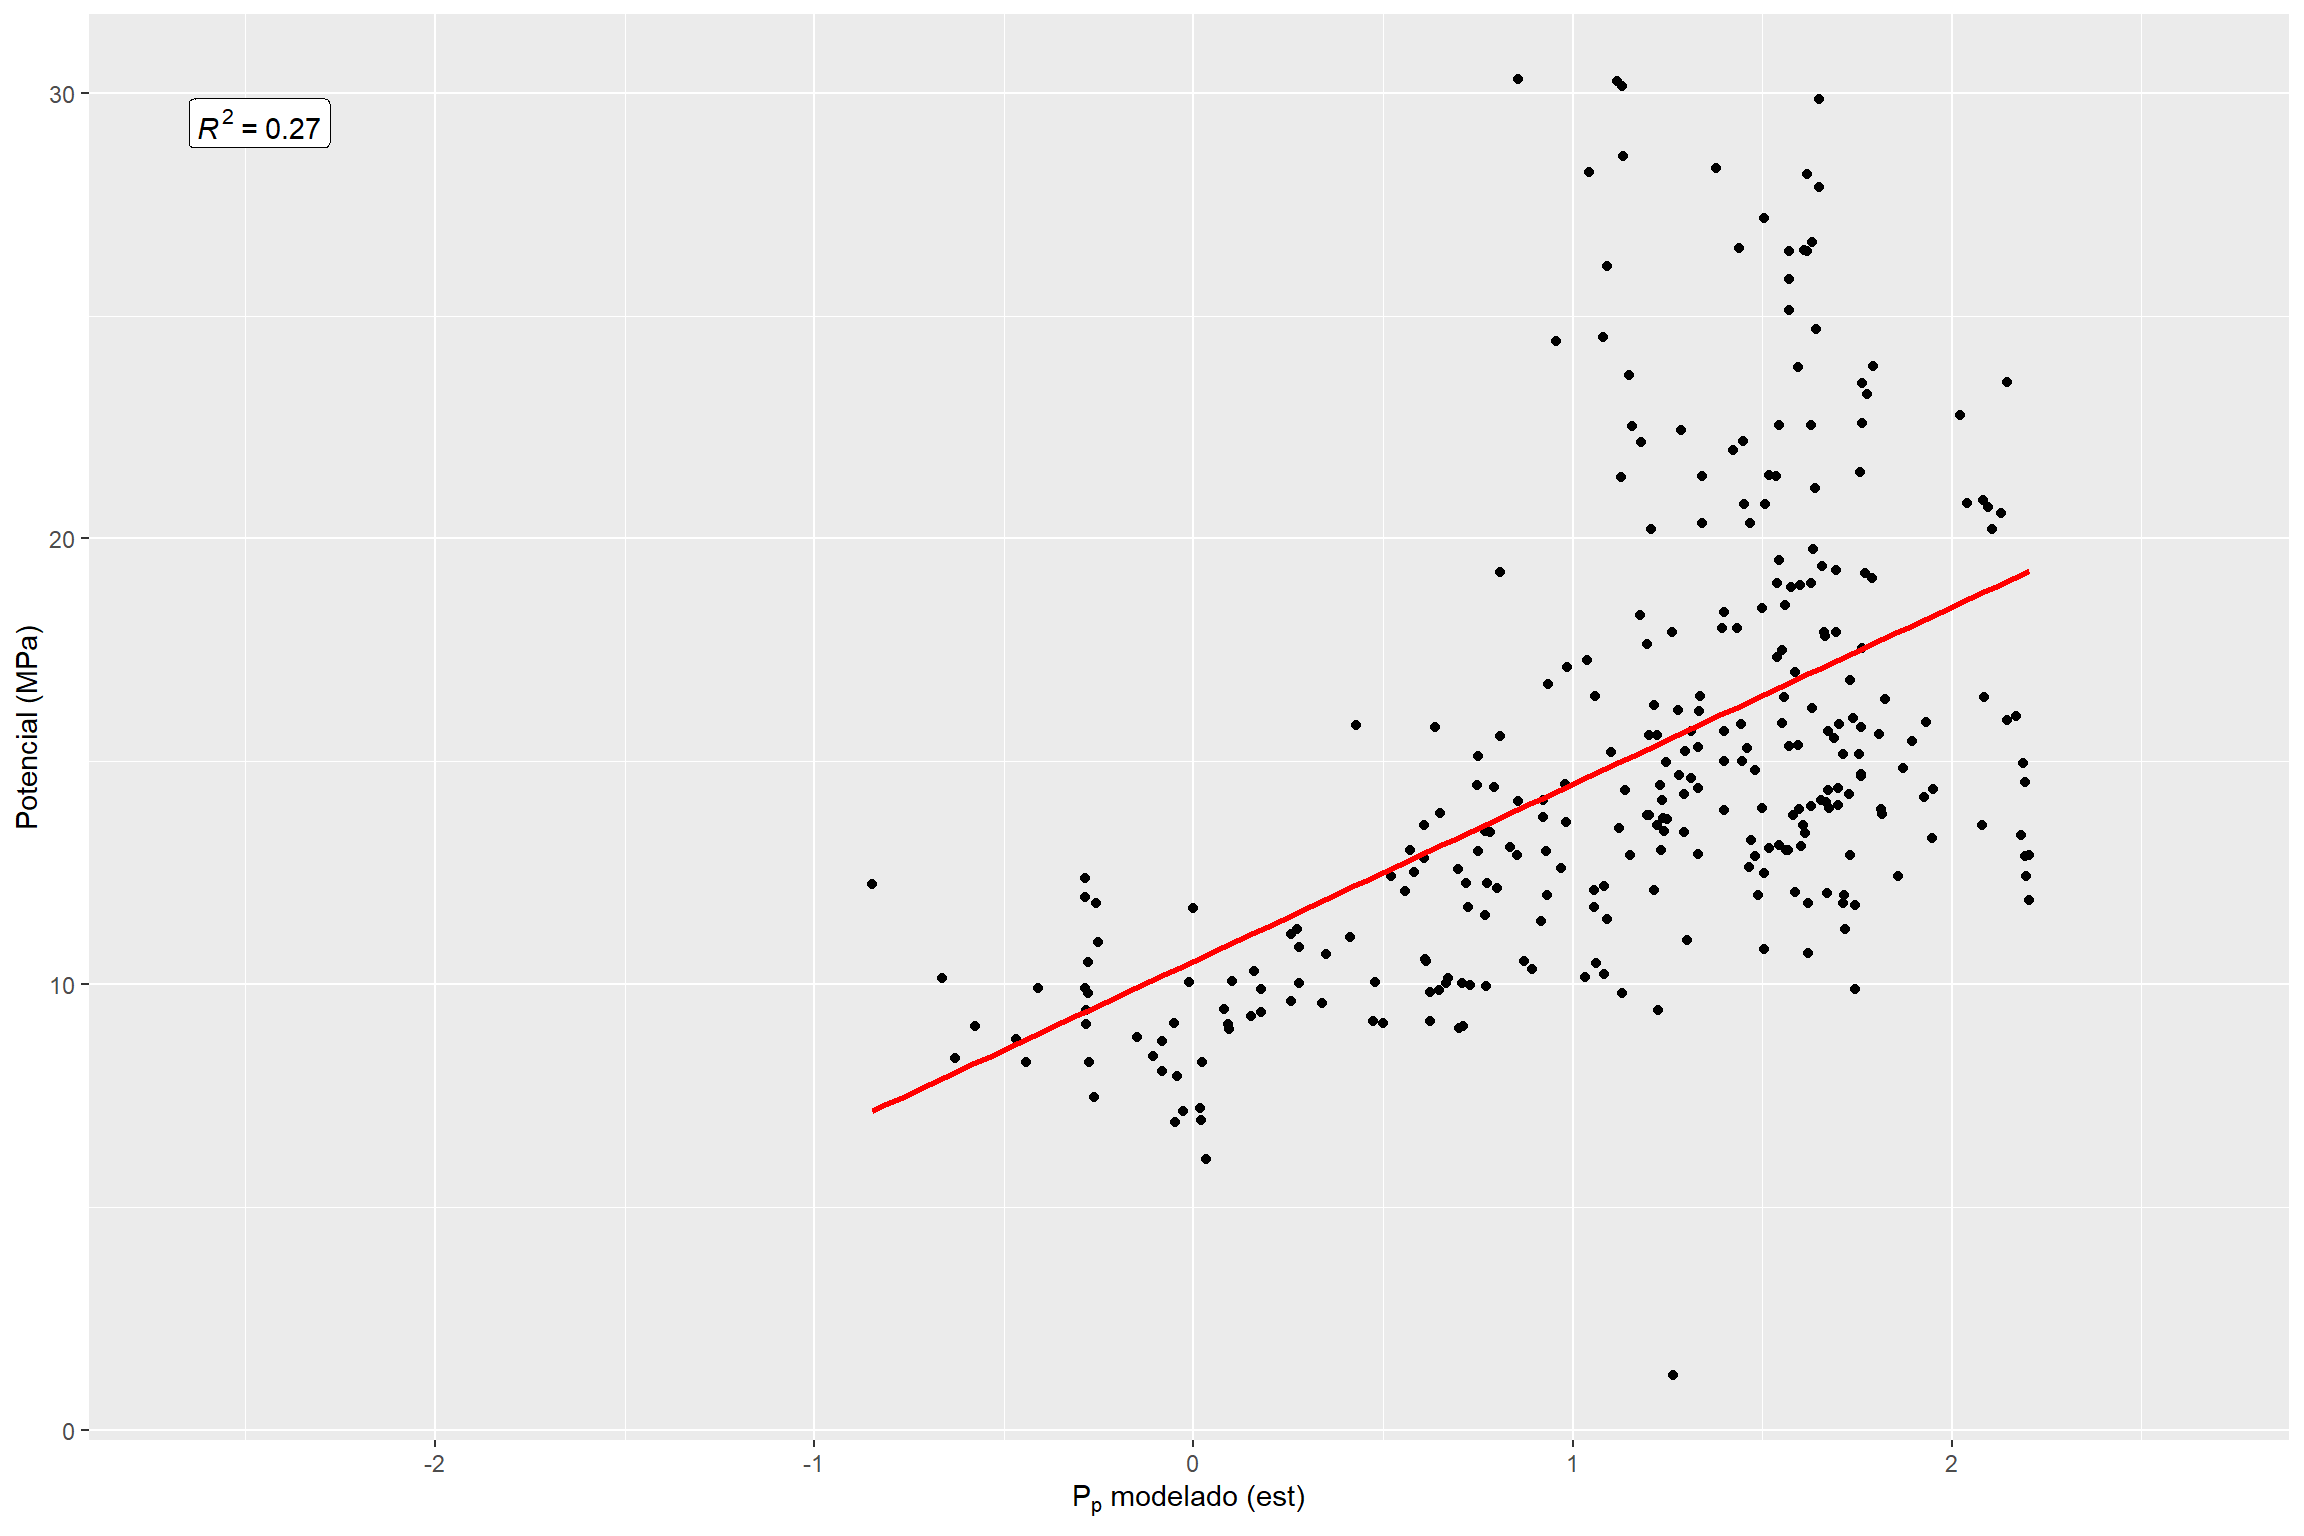 R² = 0.27
30
20
10
0
Potencial (MPa)
-2 -1 0 1 2
Pₚ modelado (est)